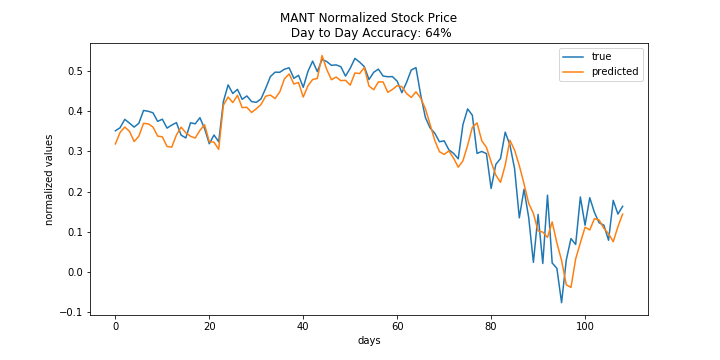 MANT Normalized Stock Price
Day to Day Accuracy: 64%
true
predicted
normalized values
0.5
0.4
0.3
0.2
0.1
0.0
−0.1
0
20
40
60
80
100
days